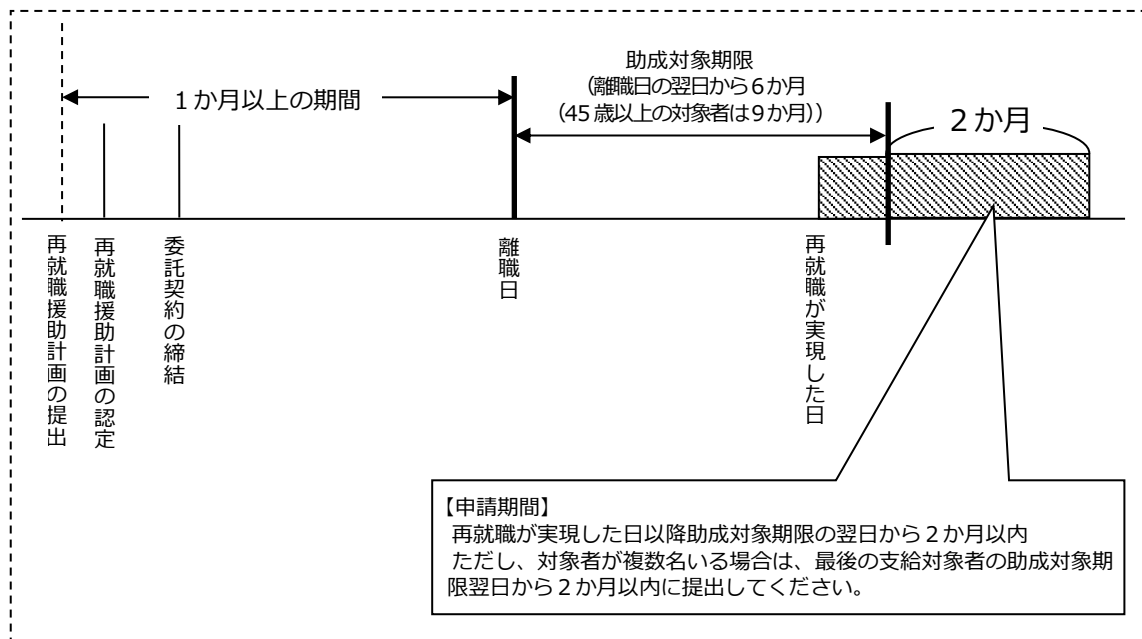 助成対象期限
(離職日の翌日から6か月
(45歳以上の対象者は9か月))
1か月以上の期間
2か月
再就職援助計画の提出
再就職援助計画の認定
委託契約の締結
離職日
再就職が実現した日
【申請期間】
再就職が実現した日以降助成対象期限の翌日から2か月以内
ただし、対象者が複数名いる場合は、最後の支給対象者の助成対象期
限翌日から2か月以内に提出してください。